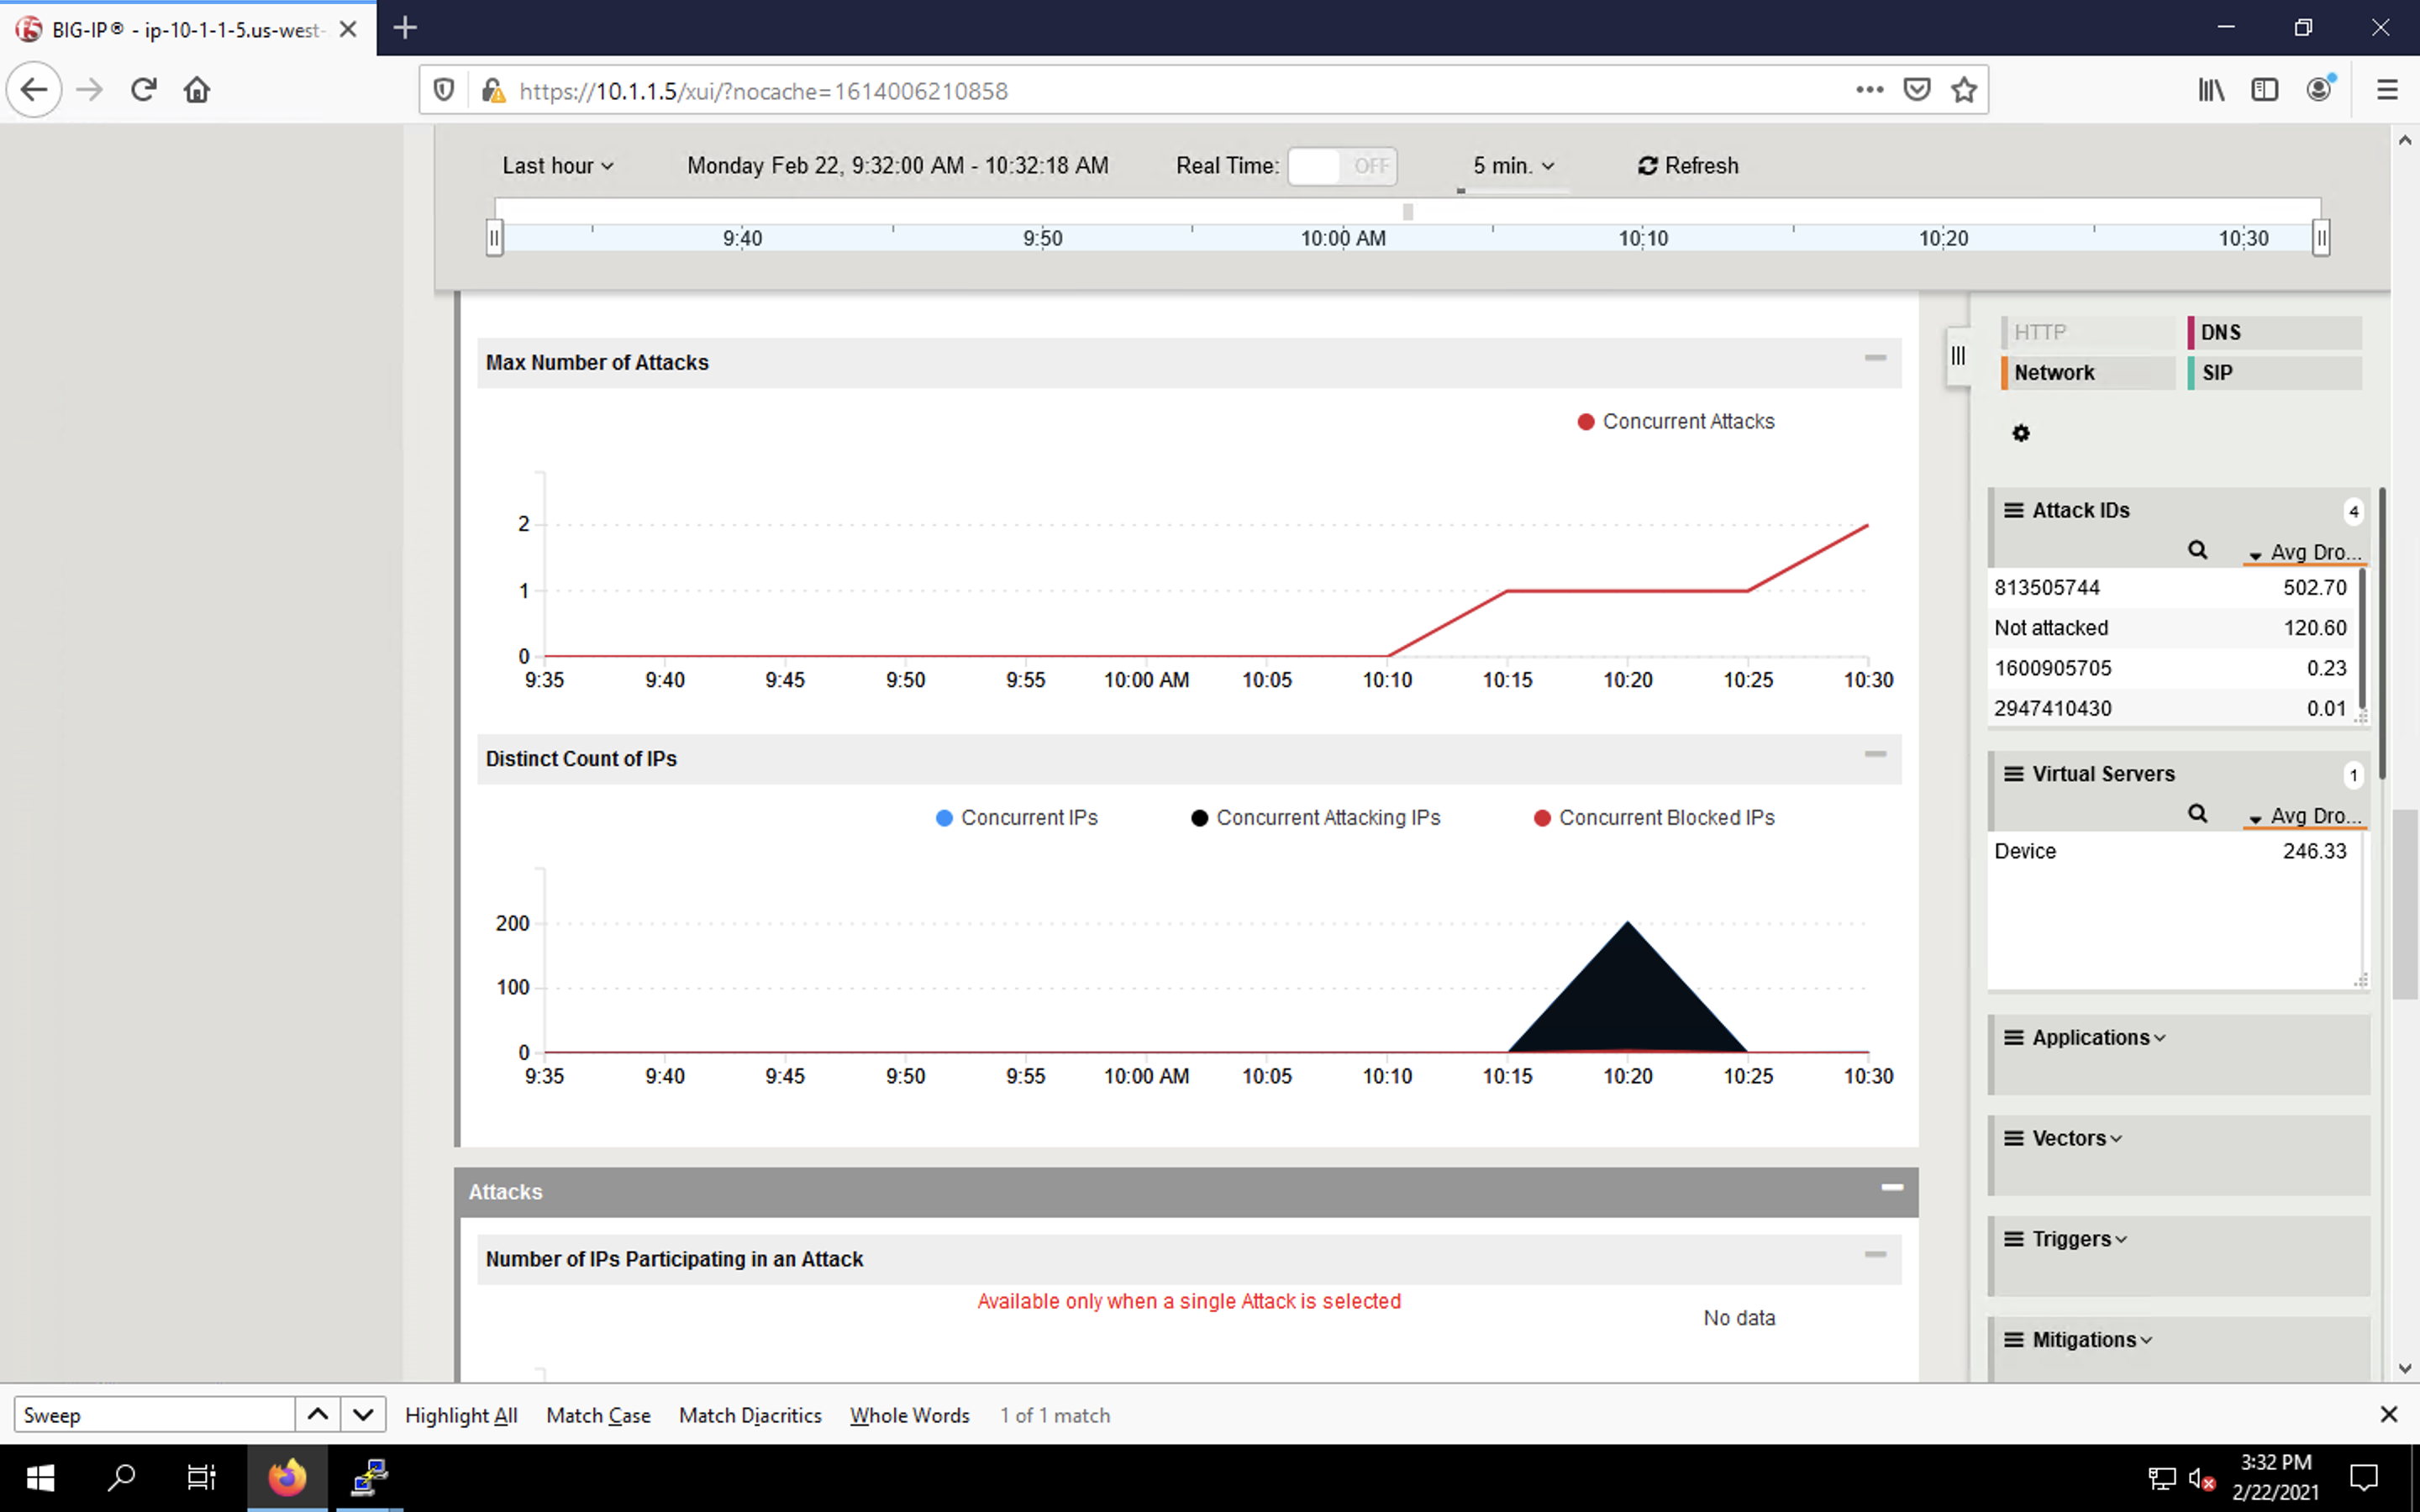 BIG-IP® - ip-10-1-1-5.us-west-
https://10.1.1.5/xui/?nocache=1614006210858
Last hour
Monday Feb 22, 9:32:00 AM - 10:32:18 AM
Real Time:
OFF
5 min.
Refresh
9:40 9:50 10:00 AM 10:10 10:20 10:30
Max Number of Attacks
Concurrent Attacks
2
1
0
9:35 9:40 9:45 9:50 9:55 10:00 AM 10:05 10:10 10:15 10:20 10:25 10:30
Distinct Count of IPs
Concurrent IPs Concurrent Attacking IPs Concurrent Blocked IPs
200
100
0
9:35 9:40 9:45 9:50 9:55 10:00 AM 10:05 10:10 10:15 10:20 10:25 10:30
Attacks
Number of IPs Participating in an Attack
Available only when a single Attack is selected
No data
HTTP DNS
Network SIP
Attack IDs 4
Avg Dro...
813505744 502.70
Not attacked 120.60
1600905705 0.23
2947410430 0.01
Virtual Servers 1
Avg Dro...
Device 246.33
Applications
Vectors
Triggers
Mitigations
Sweep
Highlight All Match Case Match Diacritics Whole Words 1 of 1 match
3:32 PM
2/22/2021